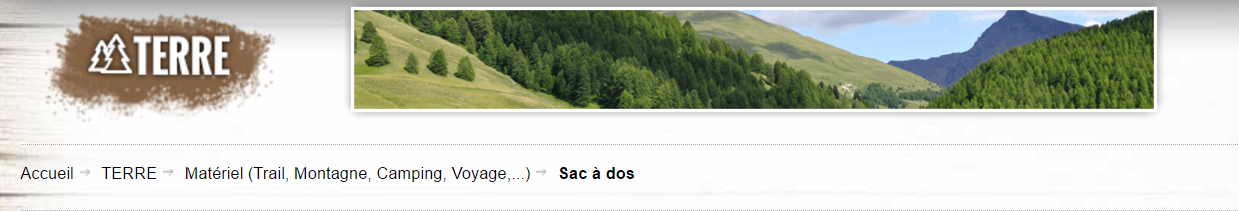 TERRE
Accueil → TERRE → Matériel (Trail, Montagne, Camping, Voyage,...) → Sac à dos